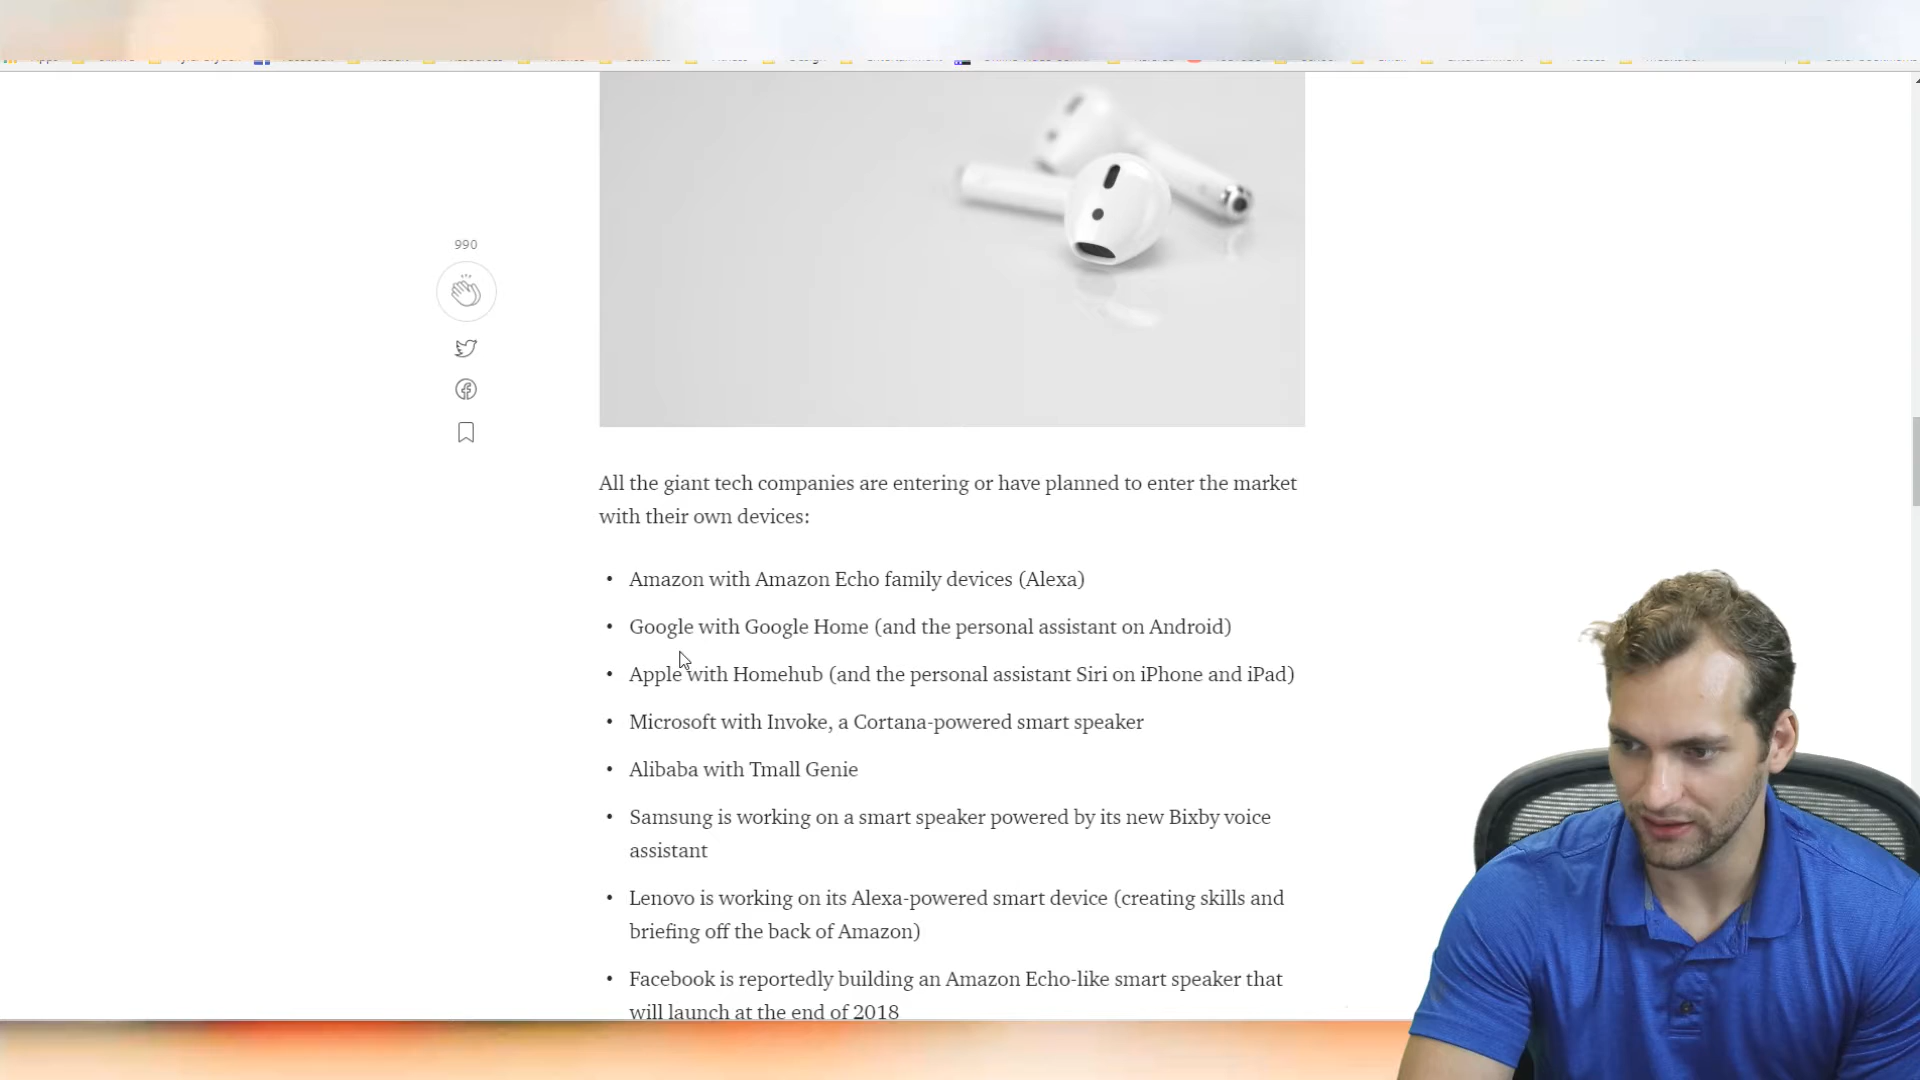 990
All the giant tech companies are entering or have planned to enter the market
with their own devices:
• Amazon with Amazon Echo family devices (Alexa)
• Google with Google Home (and the personal assistant on Android)
• Apple with Homehub (and the personal assistant Siri on iPhone and iPad)
• Microsoft with Invoke, a Cortana-powered smart speaker
• Alibaba with Tmall Genie
• Samsung is working on a smart speaker powered by its new Bixby voice
assistant
• Lenovo is working on its Alexa-powered smart device (creating skills and
briefing off the back of Amazon)
• Facebook is reportedly building an Amazon Echo-like smart speaker that
will launch at the end of 2018